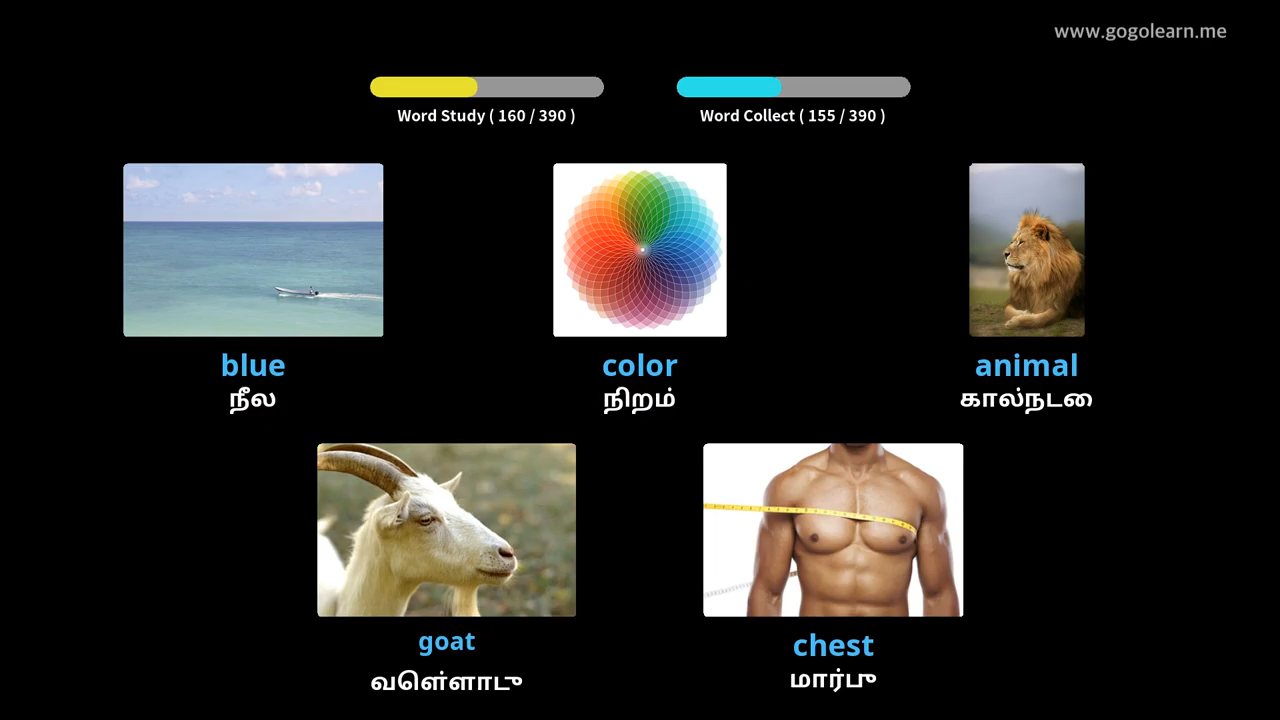 www.gogolearn.me
Word Study ( 160 / 390 )
Word Collect ( 155 / 390 )
blue
நீல
color
நிறம்
animal
கால்நடை
goat
வெள்ளாடு
chest
மார்பு